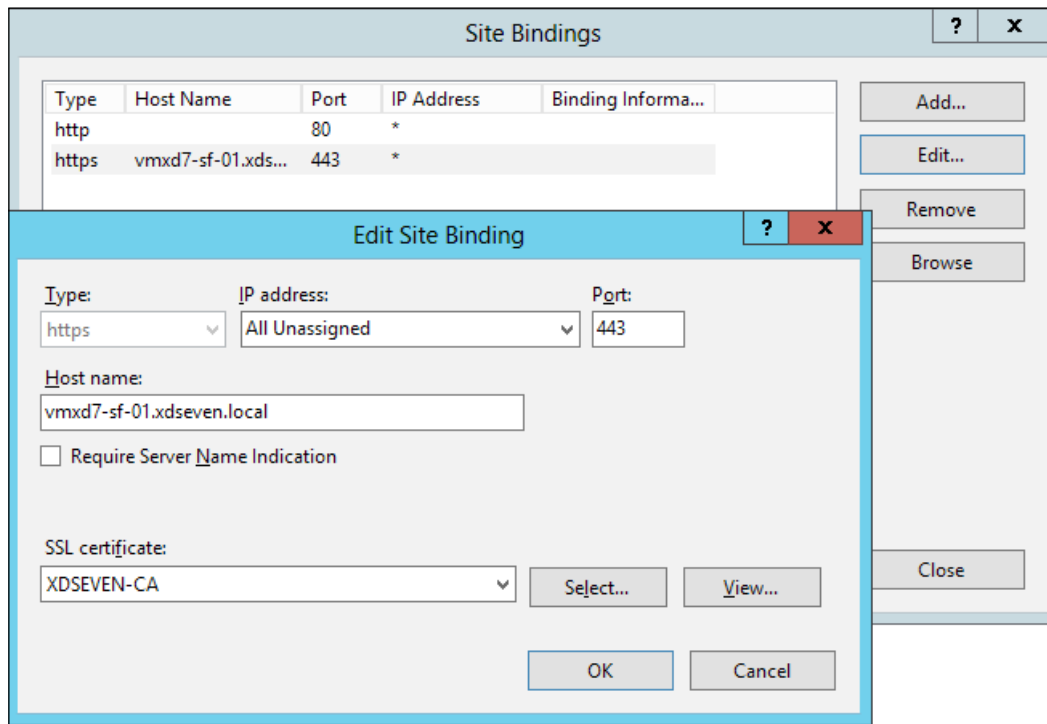 Site Bindings
? x
Type Host Name Port IP Address Binding Informa...
http 80 *
https vmxd7-sf-01.xds... 443 *
Add...
Edit...
Remove
Browse
Close
Edit Site Binding
? x
Type: IP address: Port:
https All Unassigned 443
Host name:
vmxd7-sf-01.xdseven.local
Require Server Name Indication
SSL certificate:
XDSEVEN-CA Select... View...
OK Cancel